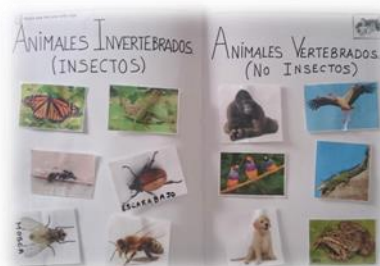 ANIMALES INVERTEBRADOS
(INSECTOS)
ESCARABAJO
MOSCA
ANIMALES VERTEBRADOS
(NO INSECTOS)